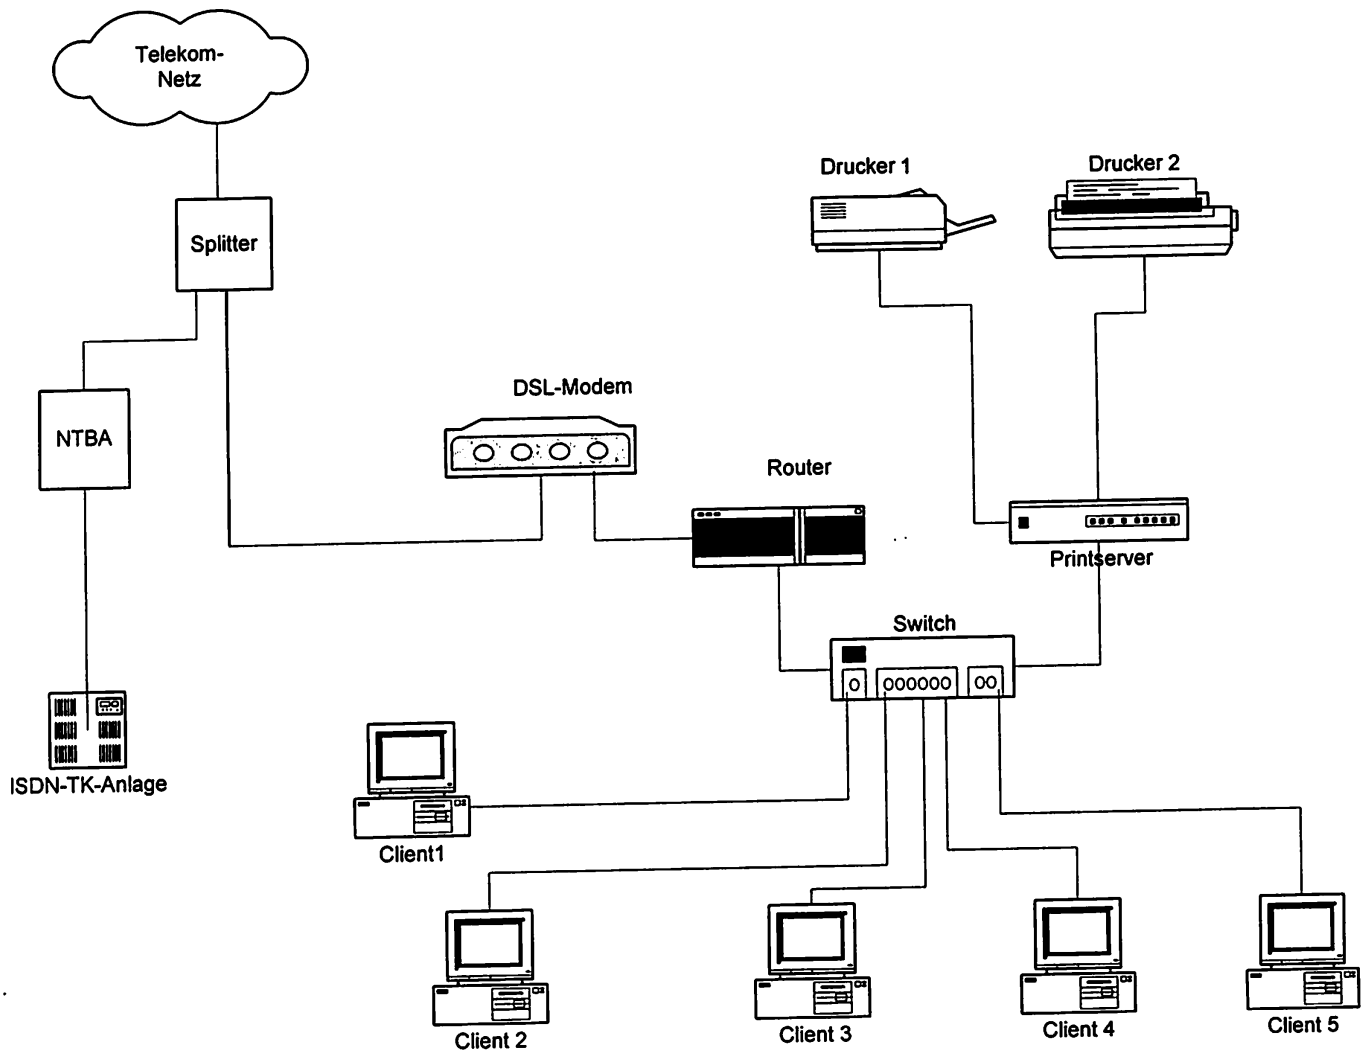 Telekom-
Netz
Drucker 1
Drucker 2
Splitter
DSL-Modem
NTBA
Router
Printserver
Switch
ISDN-TK-Anlage
Client1
Client 2
Client 3
Client 4
Client 5